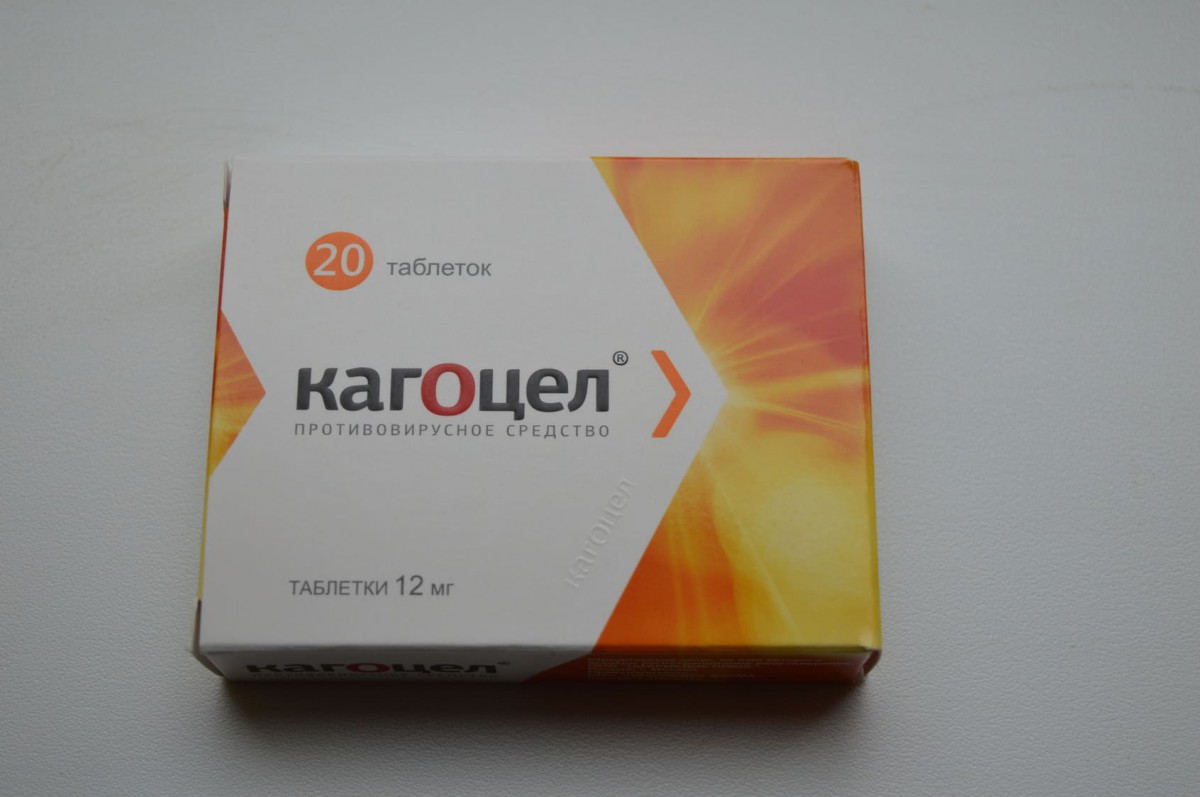 20 таблеток
кагоцел®
ПРОТИВОВИРУСНОЕ СРЕДСТВО
кагоцел
ТАБЛЕТКИ 12 мг
кагоцел®